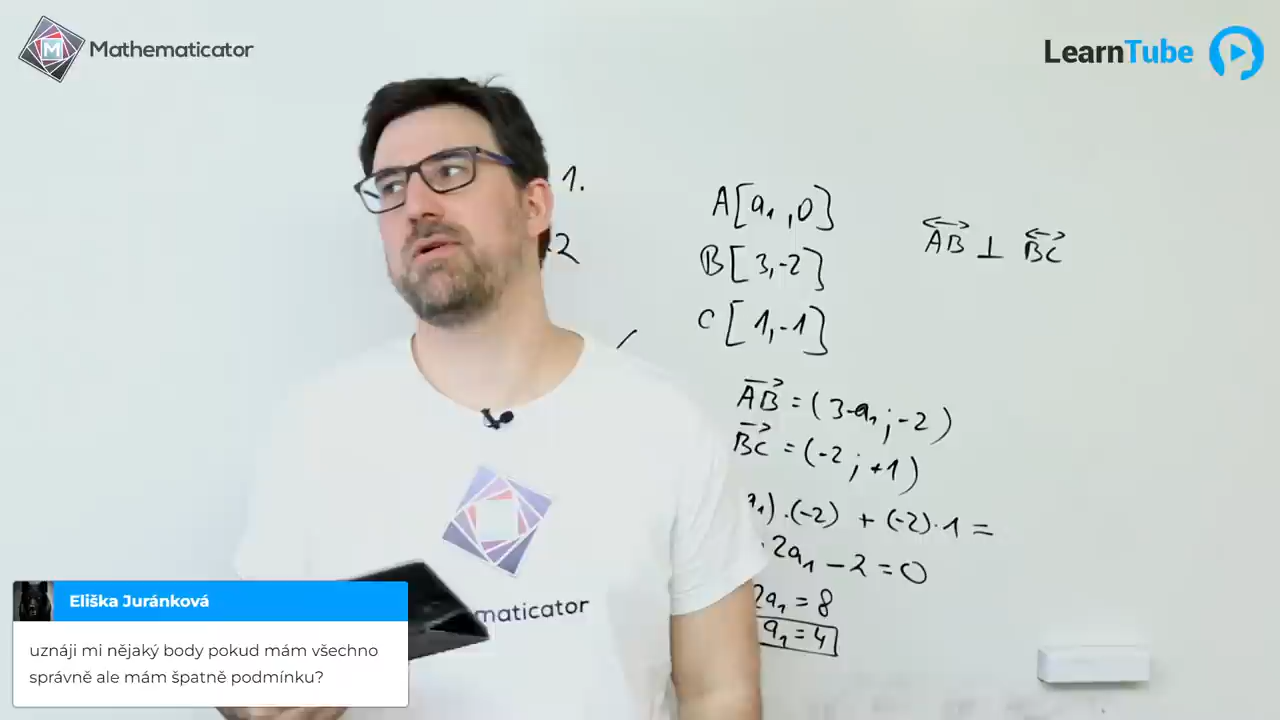 Mathematicator
LearnTube
1.
2
A[a₁,0]
B[3,-2]
C[1,-1]
AB ⊥ BC
AB = (3-a₁;-2)
BC = (-2;+1)
₁).(-2) + (-2).1 =
2a₁ - 2 = 0
2a₁ = 8
a₁ = 4
maticator
Eliška Juránková
uznáji mi nějaký body pokud mám všechno
správně ale mám špatně podmínku?